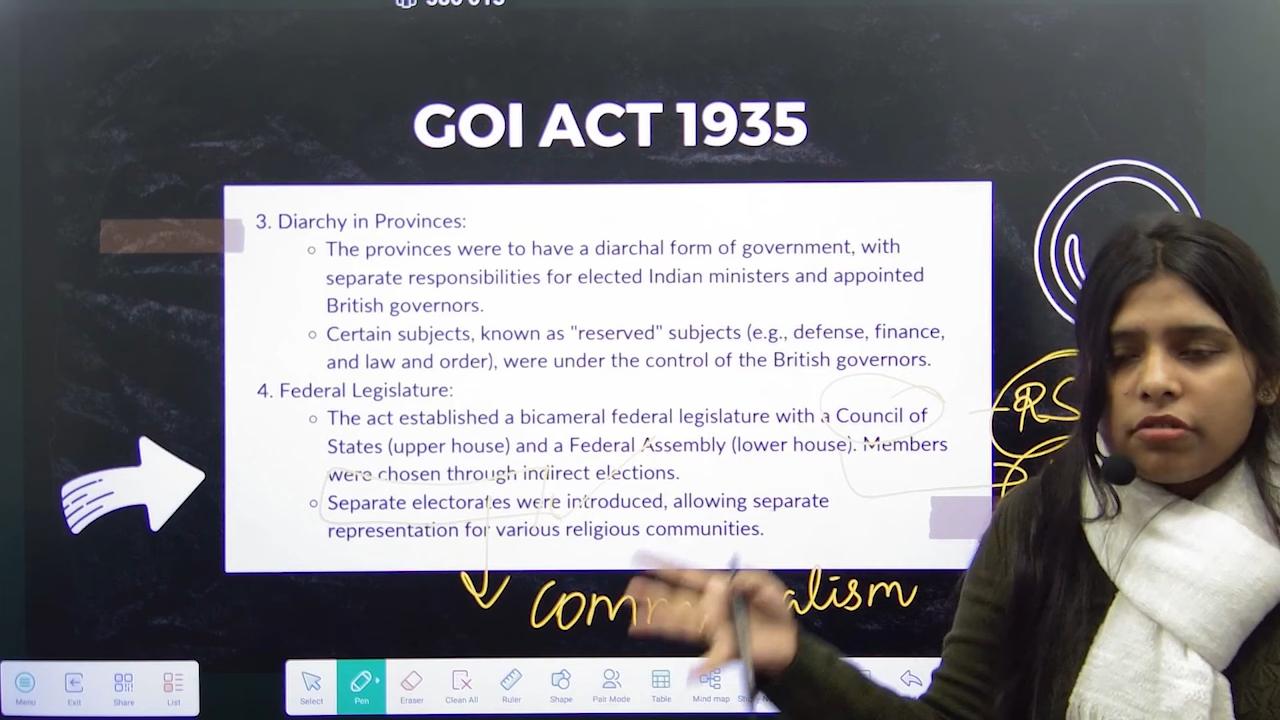 GOI ACT 1935
3. Diarchy in Provinces:
The provinces were to have a diarchal form of government, with
separate responsibilities for elected Indian ministers and appointed
British governors.
Certain subjects, known as "reserved" subjects (e.g., defense, finance,
and law and order), were under the control of the British governors.
4. Federal Legislature:
The act established a bicameral federal legislature with a Council of
States (upper house) and a Federal Assembly (lower house). Members
were chosen through indirect elections.
Separate electorates were introduced, allowing separate
representation for various religious communities.
RS
Menu Exit Share List Select Pen Eraser Clean All Ruler Shape Pair Mode Table Mind map